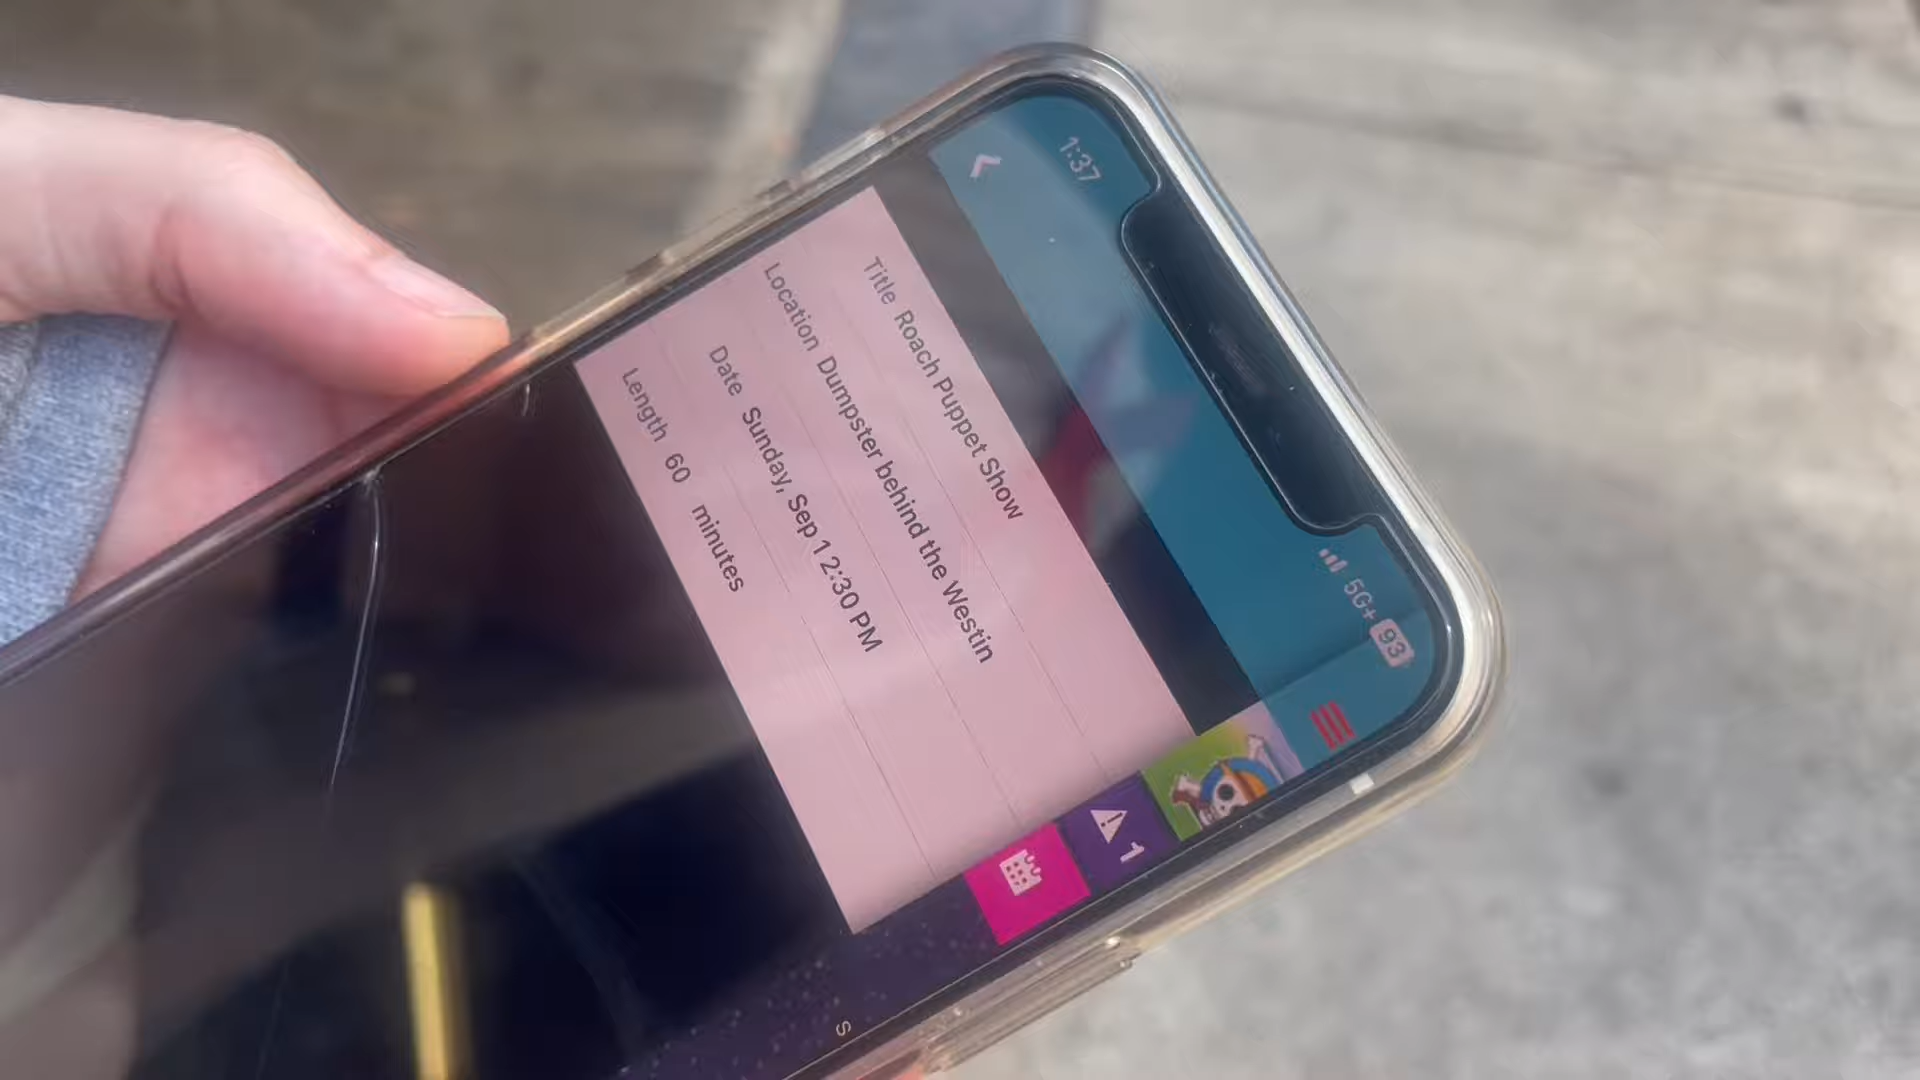 1:37
5G+ 93
Title Roach Puppet Show
Location Dumpster behind the Westin
Date Sunday, Sep 1 2:30 PM
Length 60 minutes
1
s